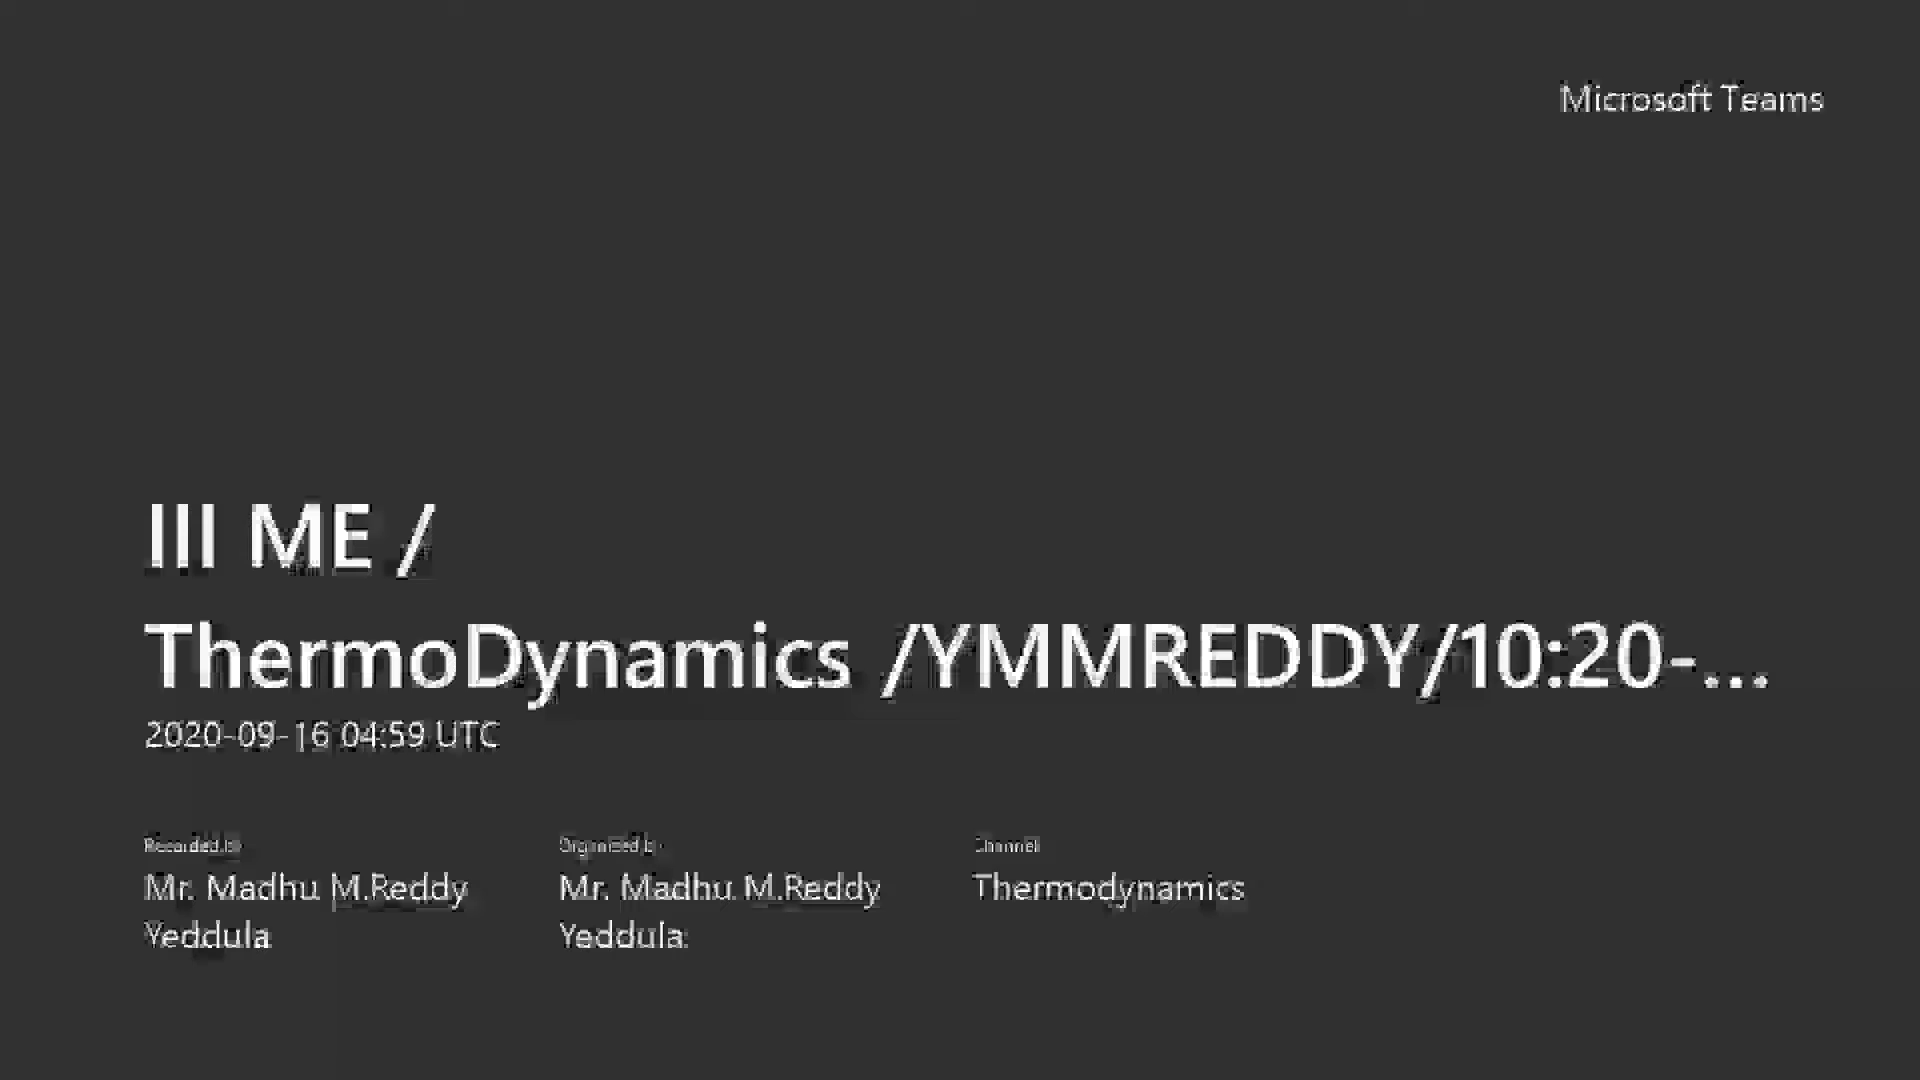 Microsoft Teams
III ME /
ThermoDynamics /YMMREDDY/10:20-...
2020-09-16 04:59 UTC
Recorded by
Organized by
Channel
Mr. Madhu M.Reddy
Yeddula
Mr. Madhu M.Reddy
Yeddula
Thermodynamics